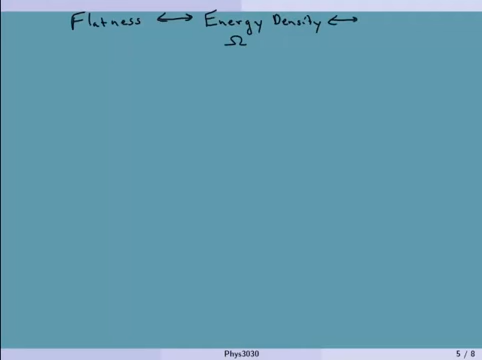 Flatness ⟷ Energy Density ⟷
Ω
Phys3030
5 / 8